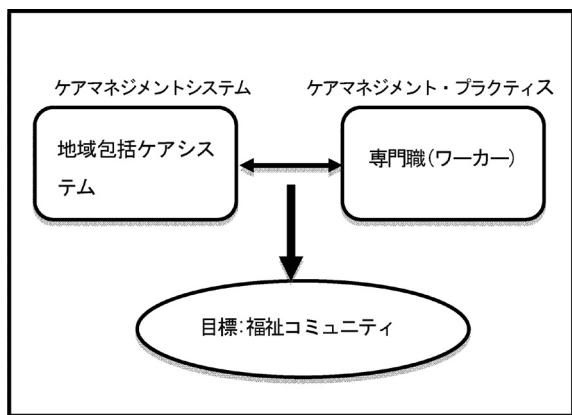 ケアマネジメントシステム
ケアマネジメント・プラクティス
地域包括ケアシス
テム
専門職(ワーカー)
目標:福祉コミュニティ